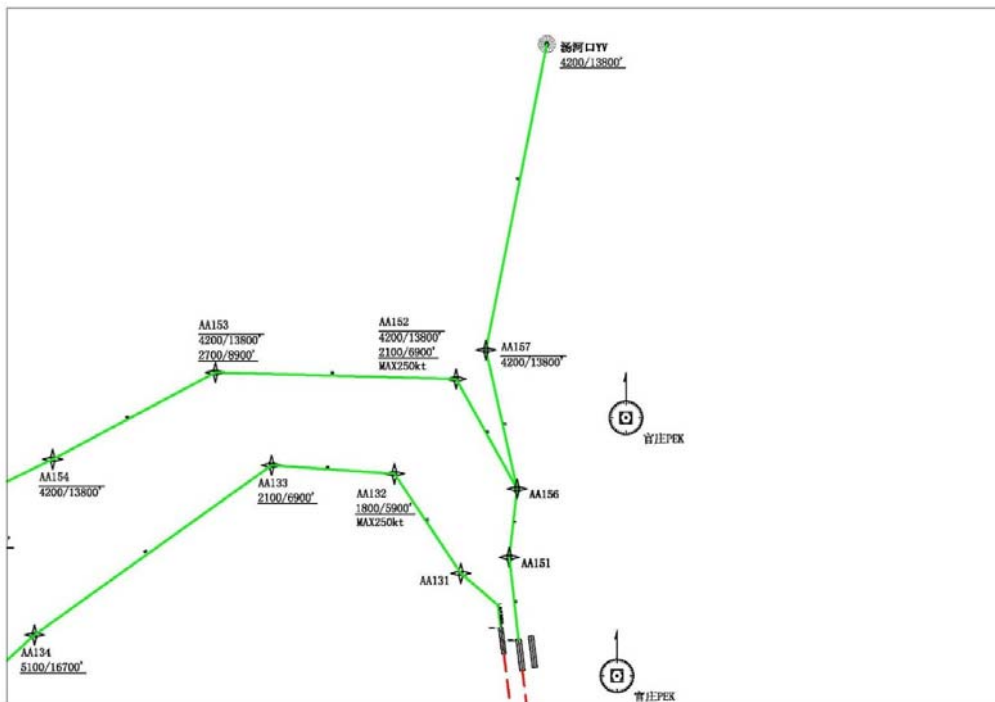 汤河口YV
4200/13800'
AA153
4200/13800'
2700/8900'
AA152
4200/13800'
2100/6900'
MAX250kt
AA157
4200/13800'
官庄PEK
AA154
4200/13800'
AA133
2100/6900'
AA132
1800/5900'
MAX250kt
AA156
AA151
AA131
AA134
5100/16700'
官庄PEK